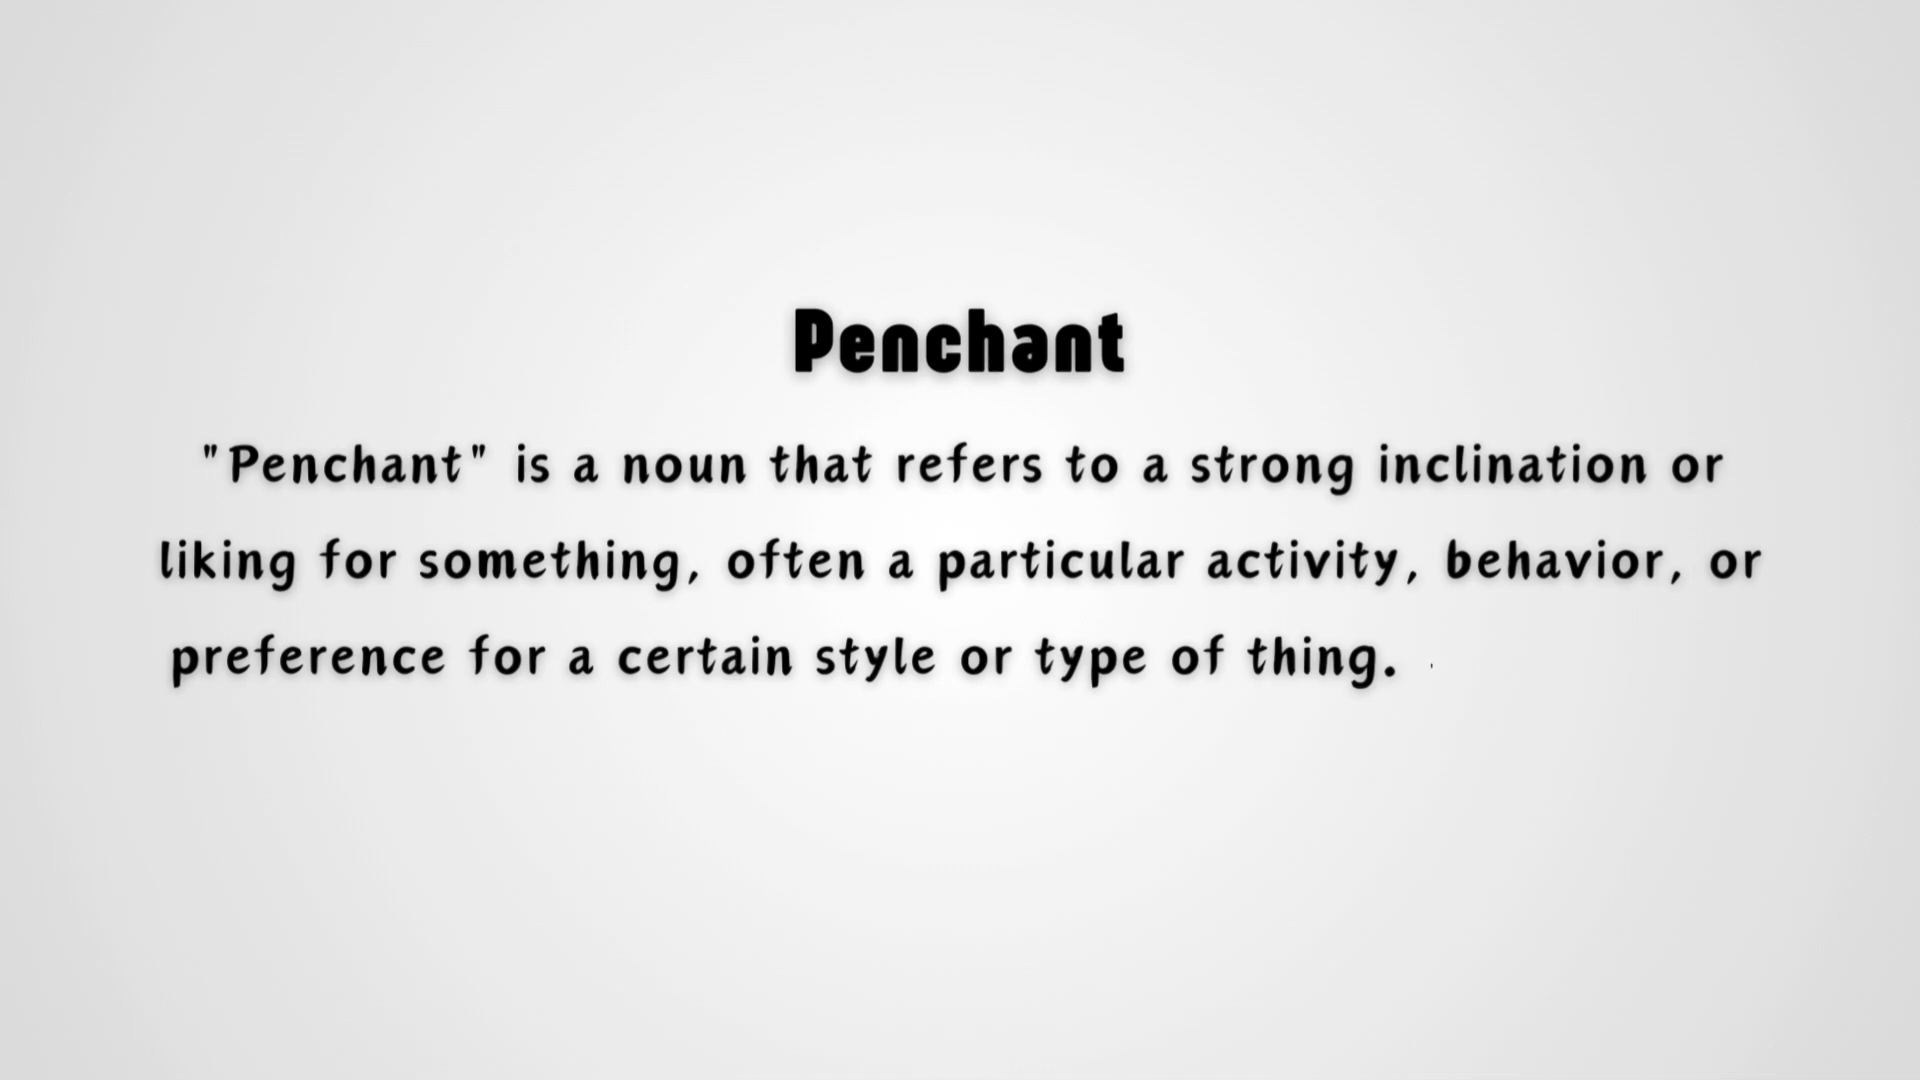 Penchant
"Penchant" is a noun that refers to a strong inclination or
liking for something, often a particular activity, behavior, or
preference for a certain style or type of thing.